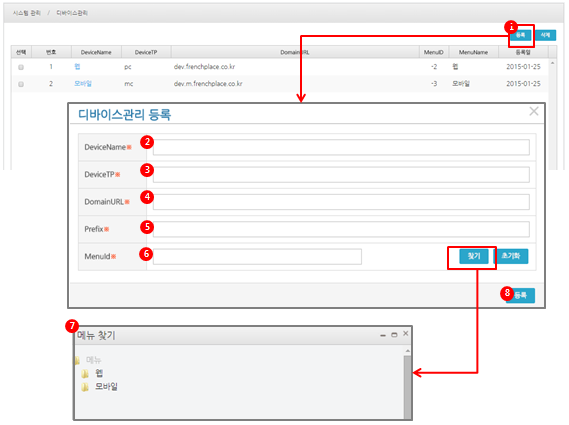 시스템 관리 / 디바이스관리
1
등록 삭제
선택 번호 DeviceName DeviceTP DomainURL MenuID MenuName 등록일
1 웹 pc dev.frenchplace.co.kr -2 웹 2015-01-25
2 모바일 mc dev.m.frenchplace.co.kr -3 모바일 2015-01-25
디바이스관리 등록
DeviceName※ 2
DeviceTP※ 3
DomainURL※ 4
Prefix※ 5
MenuId※ 6 찾기 초기화
8 등록
7
메뉴 찾기
메뉴
웹
모바일